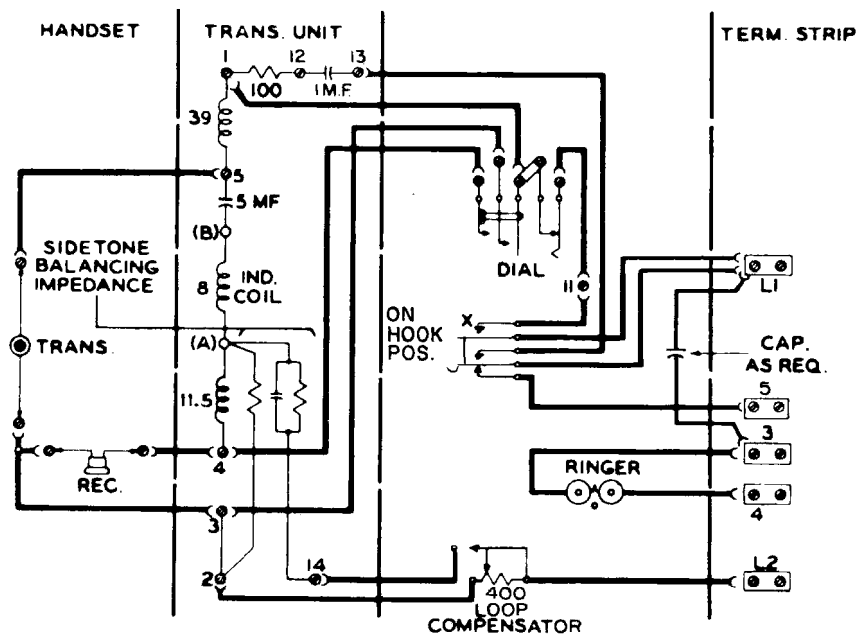 HANDSET
TRANS. UNIT
TERM. STRIP
1
12
13
100
1 M.F.
39
5
5 MF
(B)
SIDETONE
BALANCING
IMPEDANCE
8
IND.
COIL
DIAL
11
L1
(A)
TRANS.
ON
HOOK
POS.
X
CAP.
AS REQ.
11.5
5
3
4
REC.
RINGER
4
3
2
14
400
LOOP
COMPENSATOR
L2